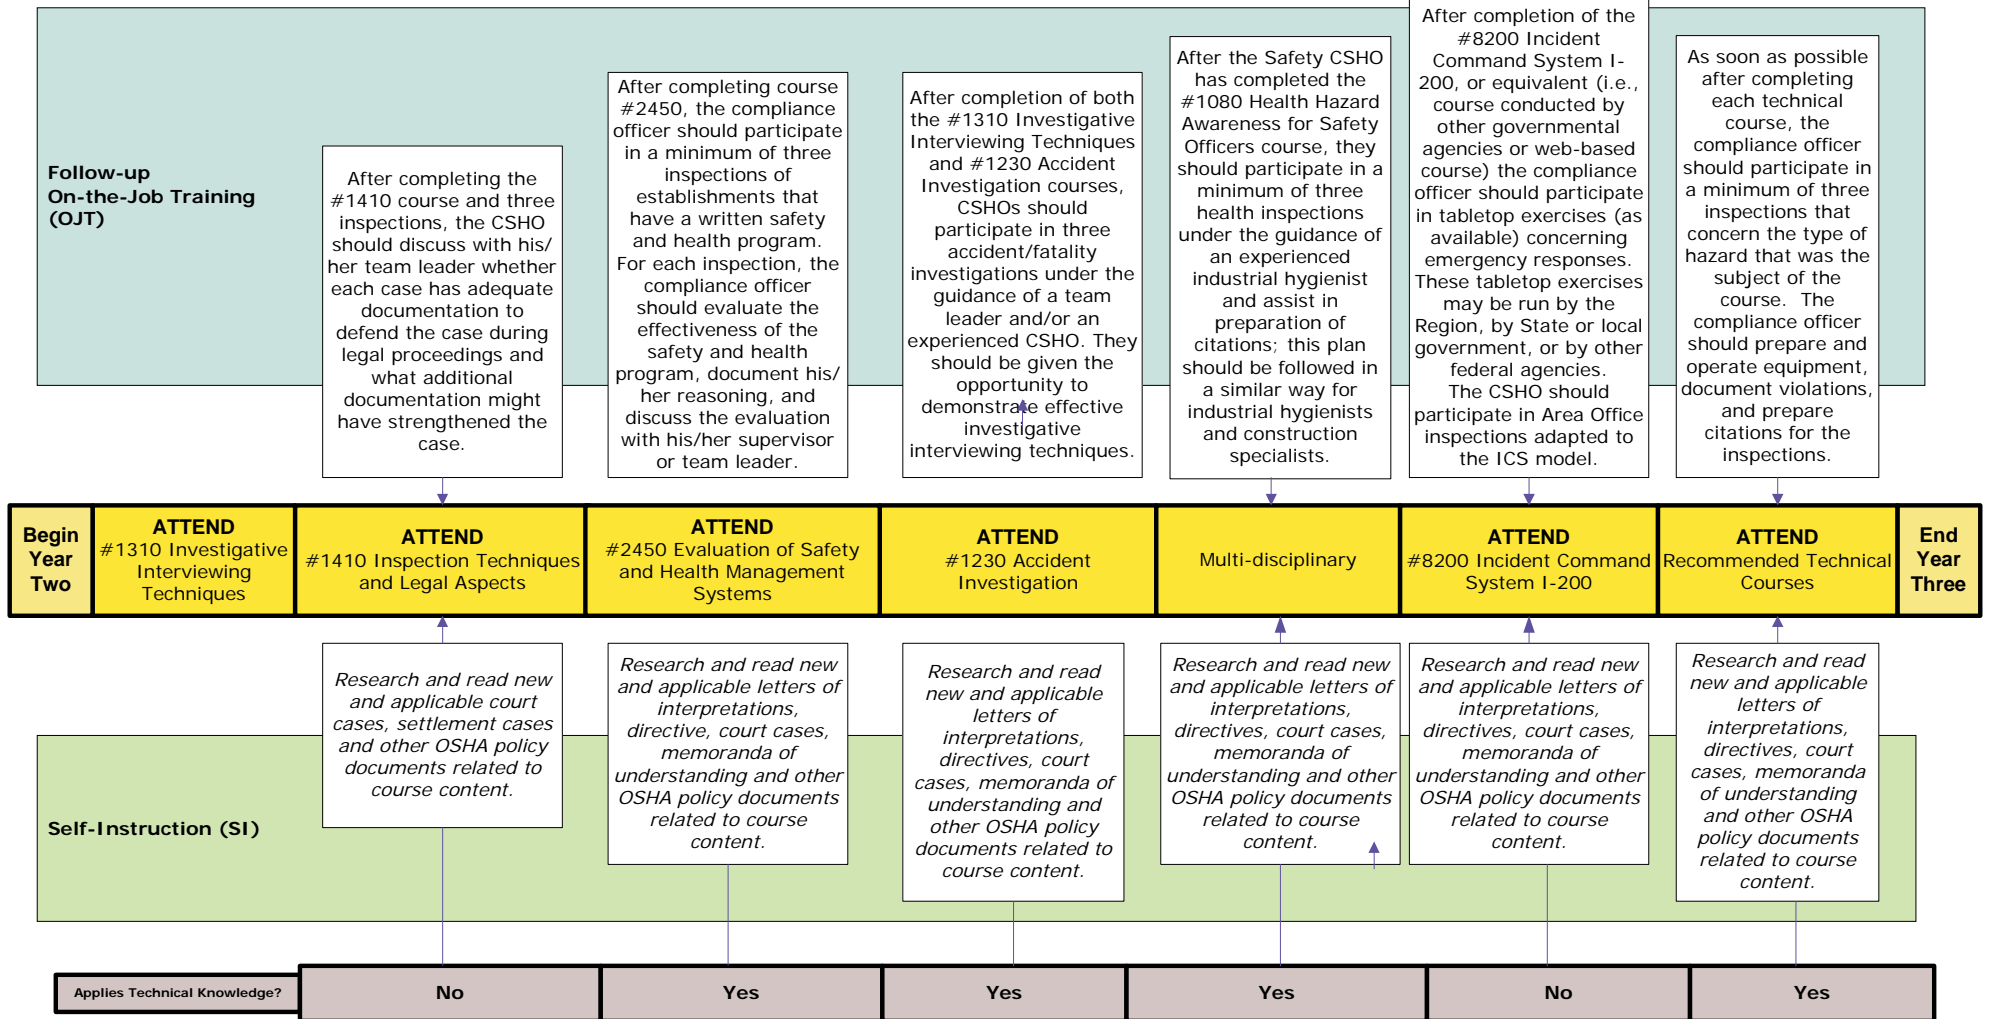 Follow-up
On-the-Job Training
(OJT)
After completing the
#1410 course and three
inspections, the CSHO
should discuss with his/
her team leader whether
each case has adequate
documentation to
defend the case during
legal proceedings and
what additional
documentation might
have strengthened the
case.
After completing course
#2450, the compliance
officer should participate
in a minimum of three
inspections of
establishments that
have a written safety
and health program.
For each inspection, the
compliance officer
should evaluate the
effectiveness of the
safety and health
program, document his/
her reasoning, and
discuss the evaluation
with his/her supervisor
or team leader.
After completion of both
the #1310 Investigative
Interviewing Techniques
and #1230 Accident
Investigation courses,
CSHOs should
participate in three
accident/fatality
investigations under the
guidance of a team
leader and/or an
experienced CSHO. They
should be given the
opportunity to
demonstrate effective
investigative
interviewing techniques.
After the Safety CSHO
has completed the
#1080 Health Hazard
Awareness for Safety
Officers course, they
should participate in a
minimum of three
health inspections
under the guidance of
an experienced
industrial hygienist
and assist in
preparation of
citations; this plan
should be followed in
a similar way for
industrial hygienists
and construction
specialists.
After completion of the
#8200 Incident
Command System I-
200, or equivalent (i.e.,
course conducted by
other governmental
agencies or web-based
course) the compliance
officer should participate
in tabletop exercises (as
available) concerning
emergency responses.
These tabletop exercises
may be run by the
Region, by State or local
government, or by other
federal agencies.
The CSHO should
participate in Area Office
inspections adapted to
the ICS model.
As soon as possible
after completing
each technical
course, the
compliance officer
should participate in
a minimum of three
inspections that
concern the type of
hazard that was the
subject of the
course.  The
compliance officer
should prepare and
operate equipment,
document violations,
and prepare
citations for the
inspections.
Begin
Year
Two
ATTEND
#1310 Investigative
Interviewing
Techniques
ATTEND
#1410 Inspection Techniques
and Legal Aspects
ATTEND
#2450 Evaluation of Safety
and Health Management
Systems
ATTEND
#1230 Accident
Investigation
Multi-disciplinary
ATTEND
#8200 Incident Command
System I-200
ATTEND
Recommended Technical
Courses
End
Year
Three
Self-Instruction (SI)
Research and read new
and applicable court
cases, settlement cases
and other OSHA policy
documents related to
course content.
Research and read new
and applicable letters of
interpretations,
directive, court cases,
memoranda of
understanding and other
OSHA policy documents
related to course
content.
Research and read
new and applicable
letters of
interpretations,
directives, court
cases, memoranda of
understanding and
other OSHA policy
documents related to
course content.
Research and read new
and applicable letters of
interpretations,
directives, court cases,
memoranda of
understanding and other
OSHA policy documents
related to course
content.
Research and read new
and applicable letters of
interpretations,
directives, court cases,
memoranda of
understanding and other
OSHA policy documents
related to course
content.
Research and read
new and applicable
letters of
interpretations,
directives, court
cases, memoranda
of understanding
and other OSHA
policy documents
related to course
content.
Applies Technical Knowledge?
No
Yes
Yes
Yes
No
Yes